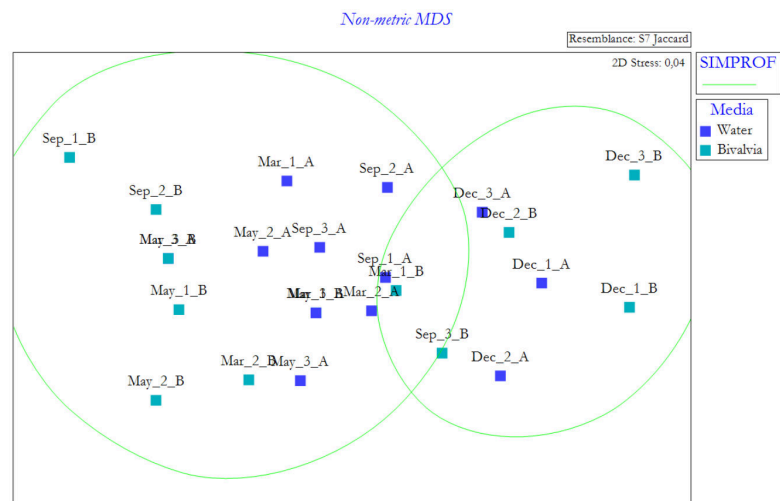 Non-metric MDS
Resemblance: S7 Jaccard
2D Stress: 0,04
SIMPROF
Media
Water
Bivalvia
Sep_1_B
Mar_1_A
Sep_2_A
Dec_3_B
Sep_2_B
Dec_3_A
Dec_2_B
May_2_A
Sep_3_A
Sep_1_A
Mar_1_B
Dec_1_A
May_1_B
Mar_2_A
Dec_1_B
Sep_3_B
Mar_2_B
May_3_A
Dec_2_A
May_2_B